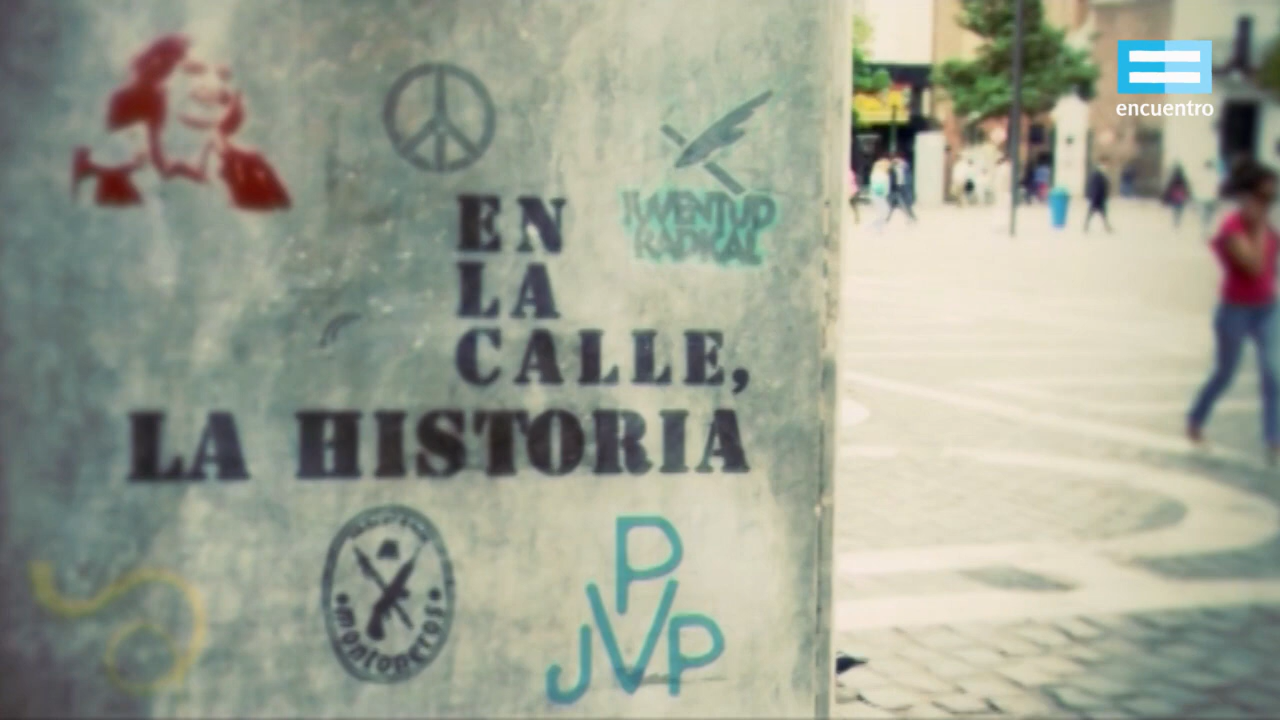 encuentro
JUVENTUD
RADICAL
EN
LA
CALLE,
LA HISTORIA
montoneros
P
JVP